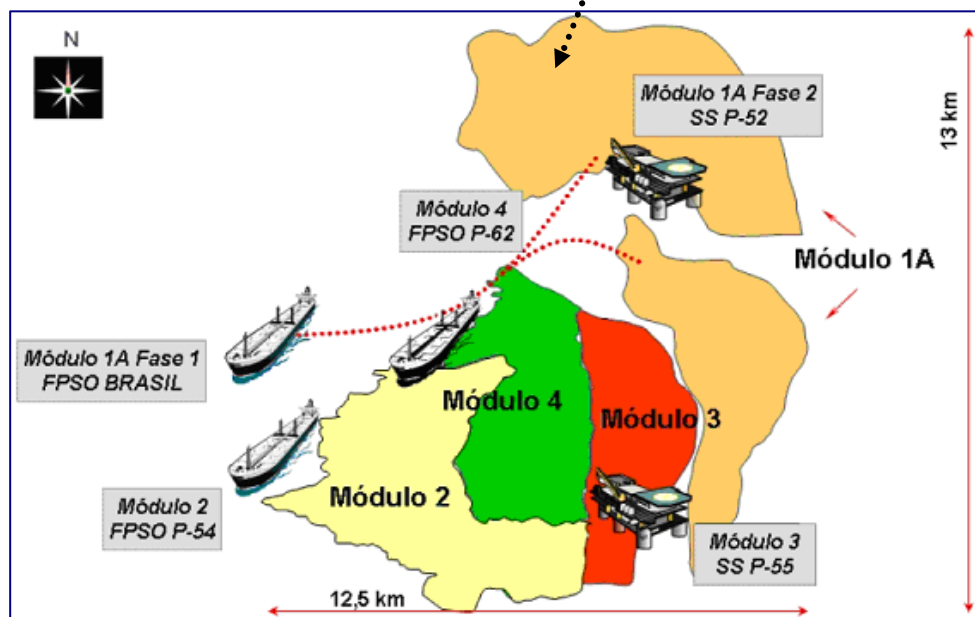 N
Módulo 1A Fase 2
SS P-52
13 km
Módulo 4
FPSO P-62
Módulo 1A
Módulo 1A Fase 1
FPSO BRASIL
Módulo 4
Módulo 3
Módulo 2
Módulo 2
FPSO P-54
Módulo 3
SS P-55
12,5 km